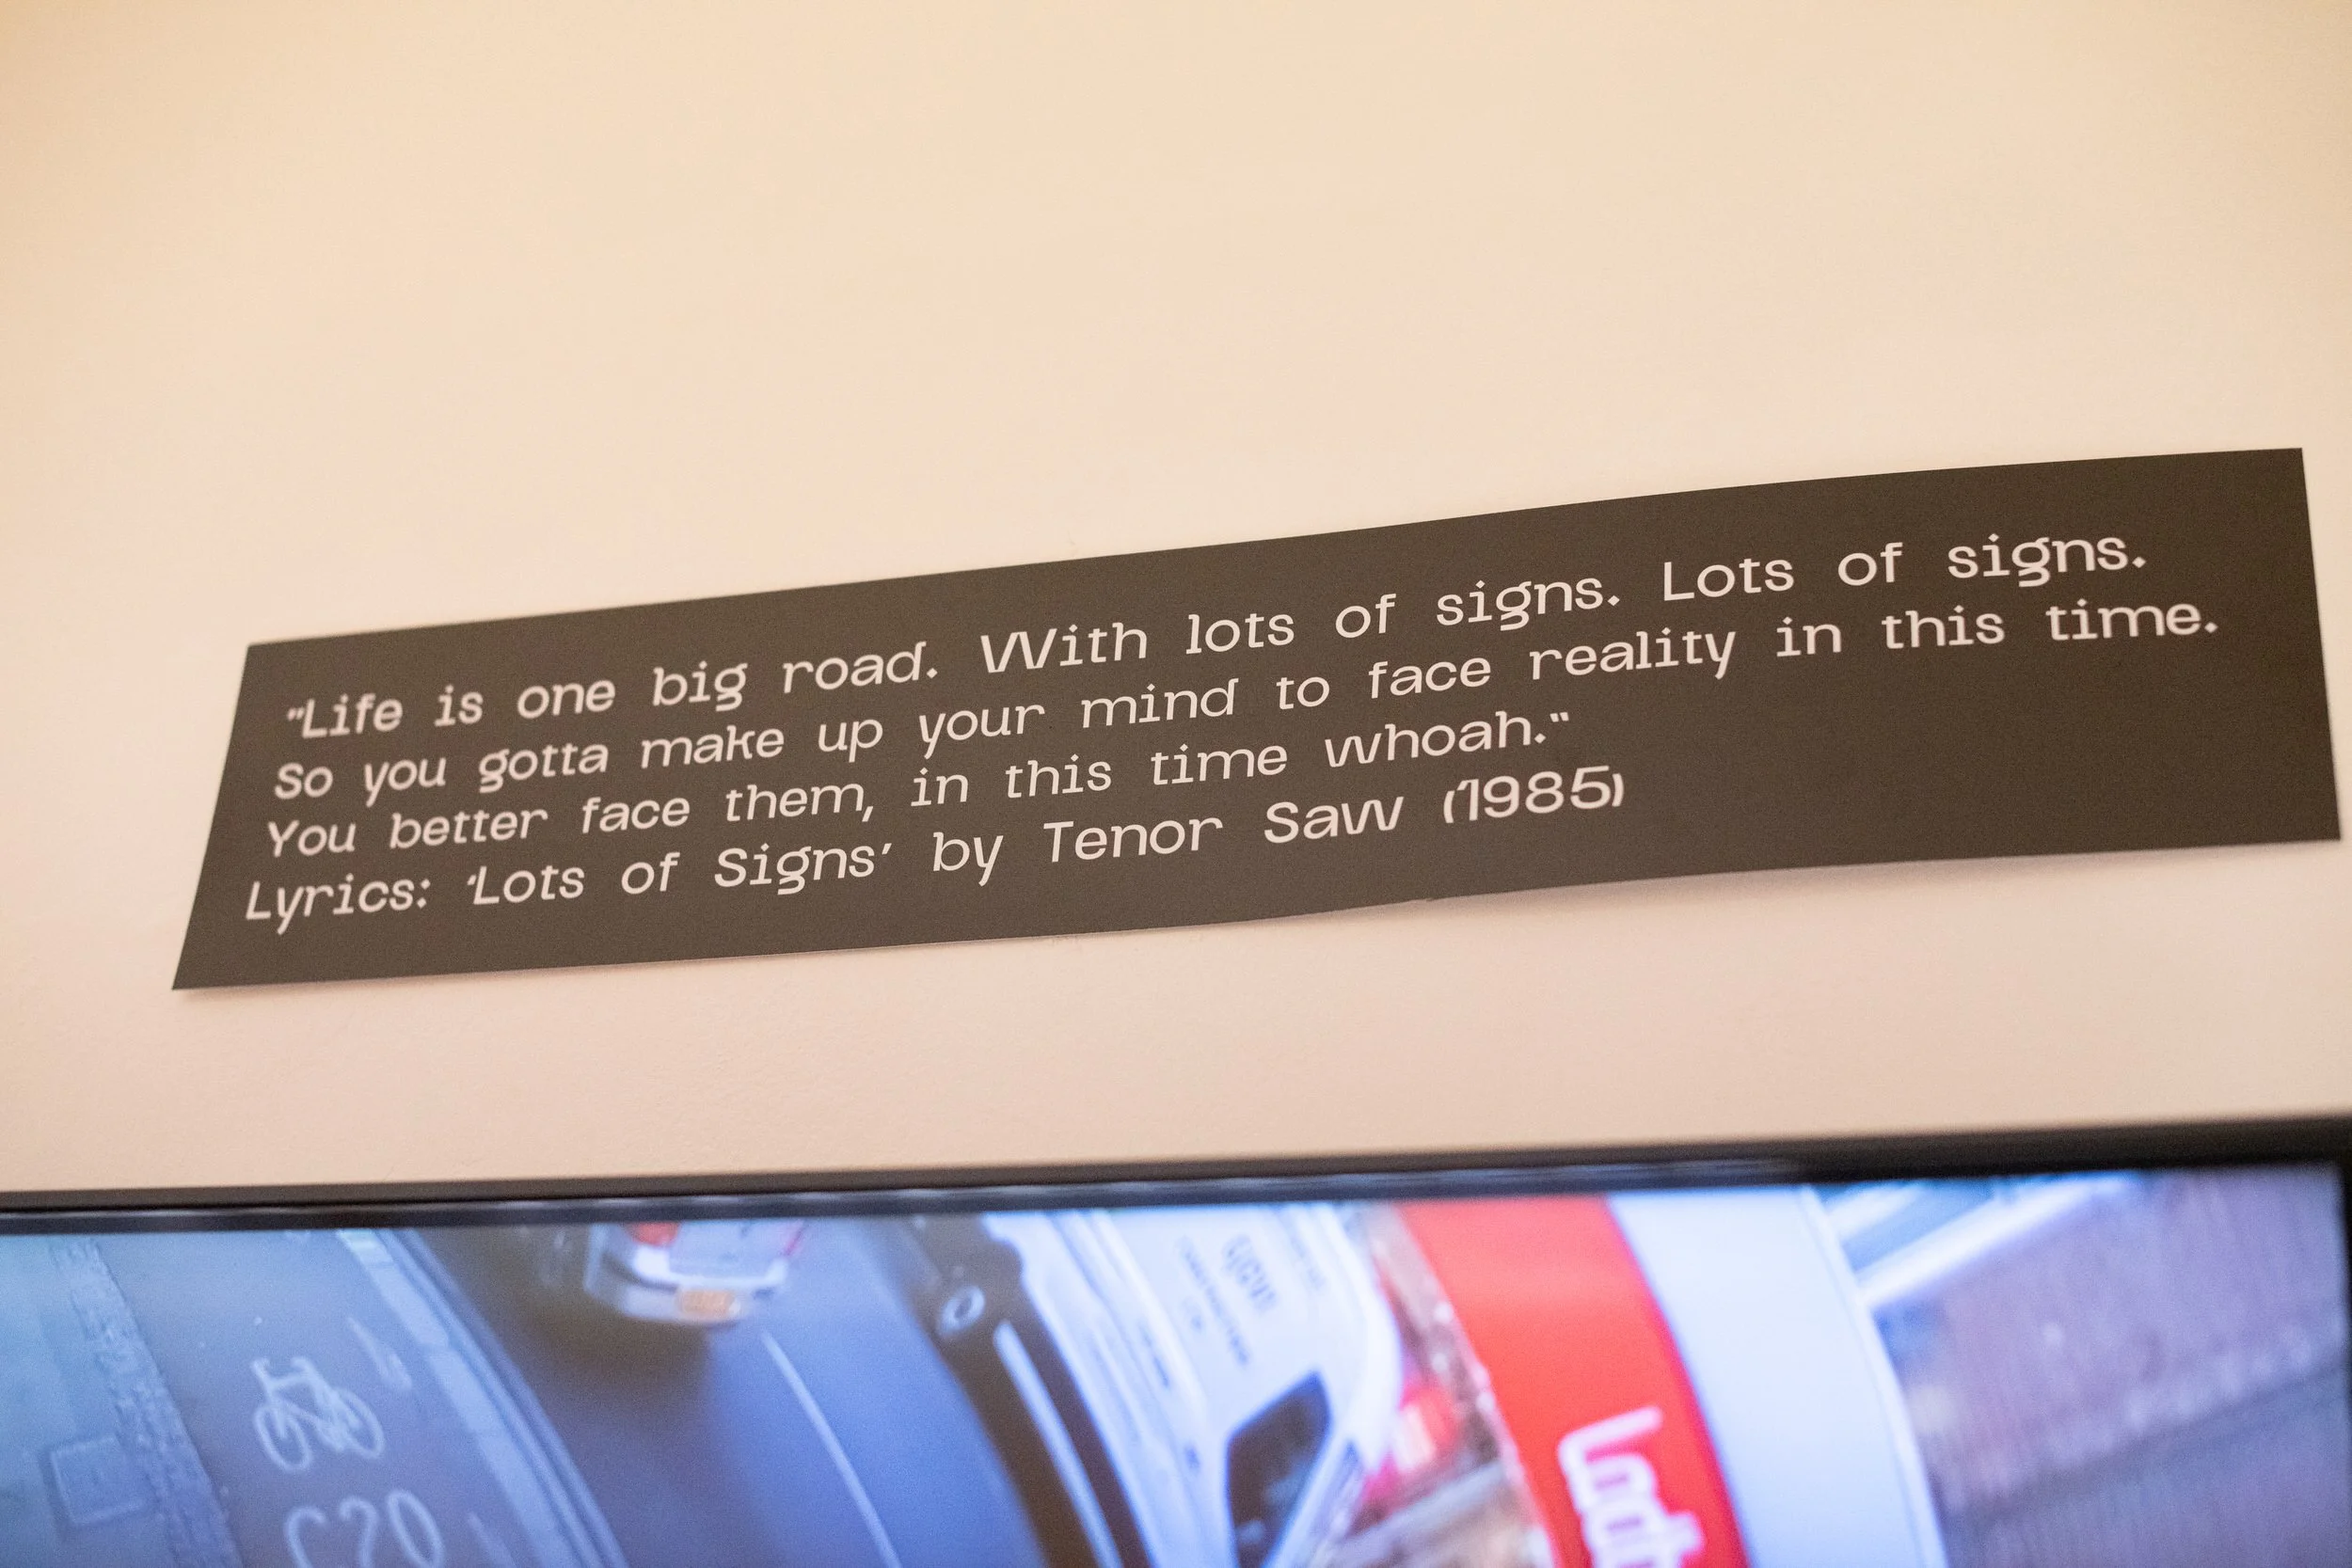 "Life is one big road. With lots of signs. Lots of signs.
So you gotta make up your mind to face reality in this time.
You better face them, in this time whoah."
Lyrics: 'Lots of Signs' by Tenor Saw (1985)
C20